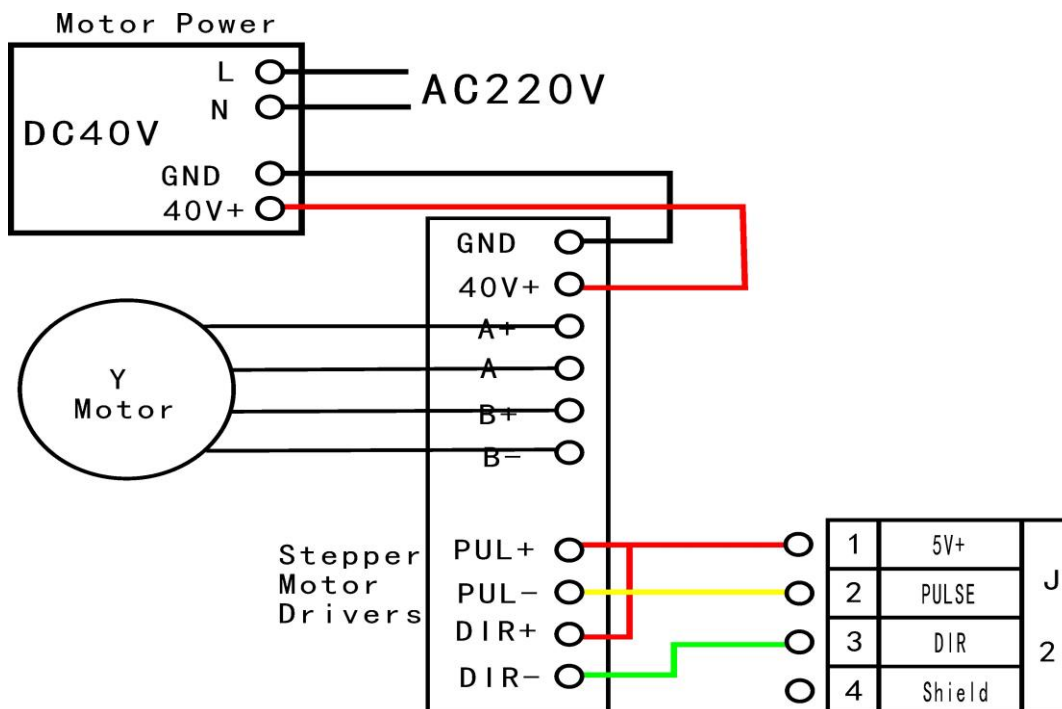 Motor Power
L
N
AC220V
DC40V
GND
40V+
GND
40V+
A+
A
B+
B-
Y
Motor
Stepper
Motor
Drivers
PUL+
PUL-
DIR+
DIR-
1 5V+
2 PULSE
3 DIR
4 Shield
J
2